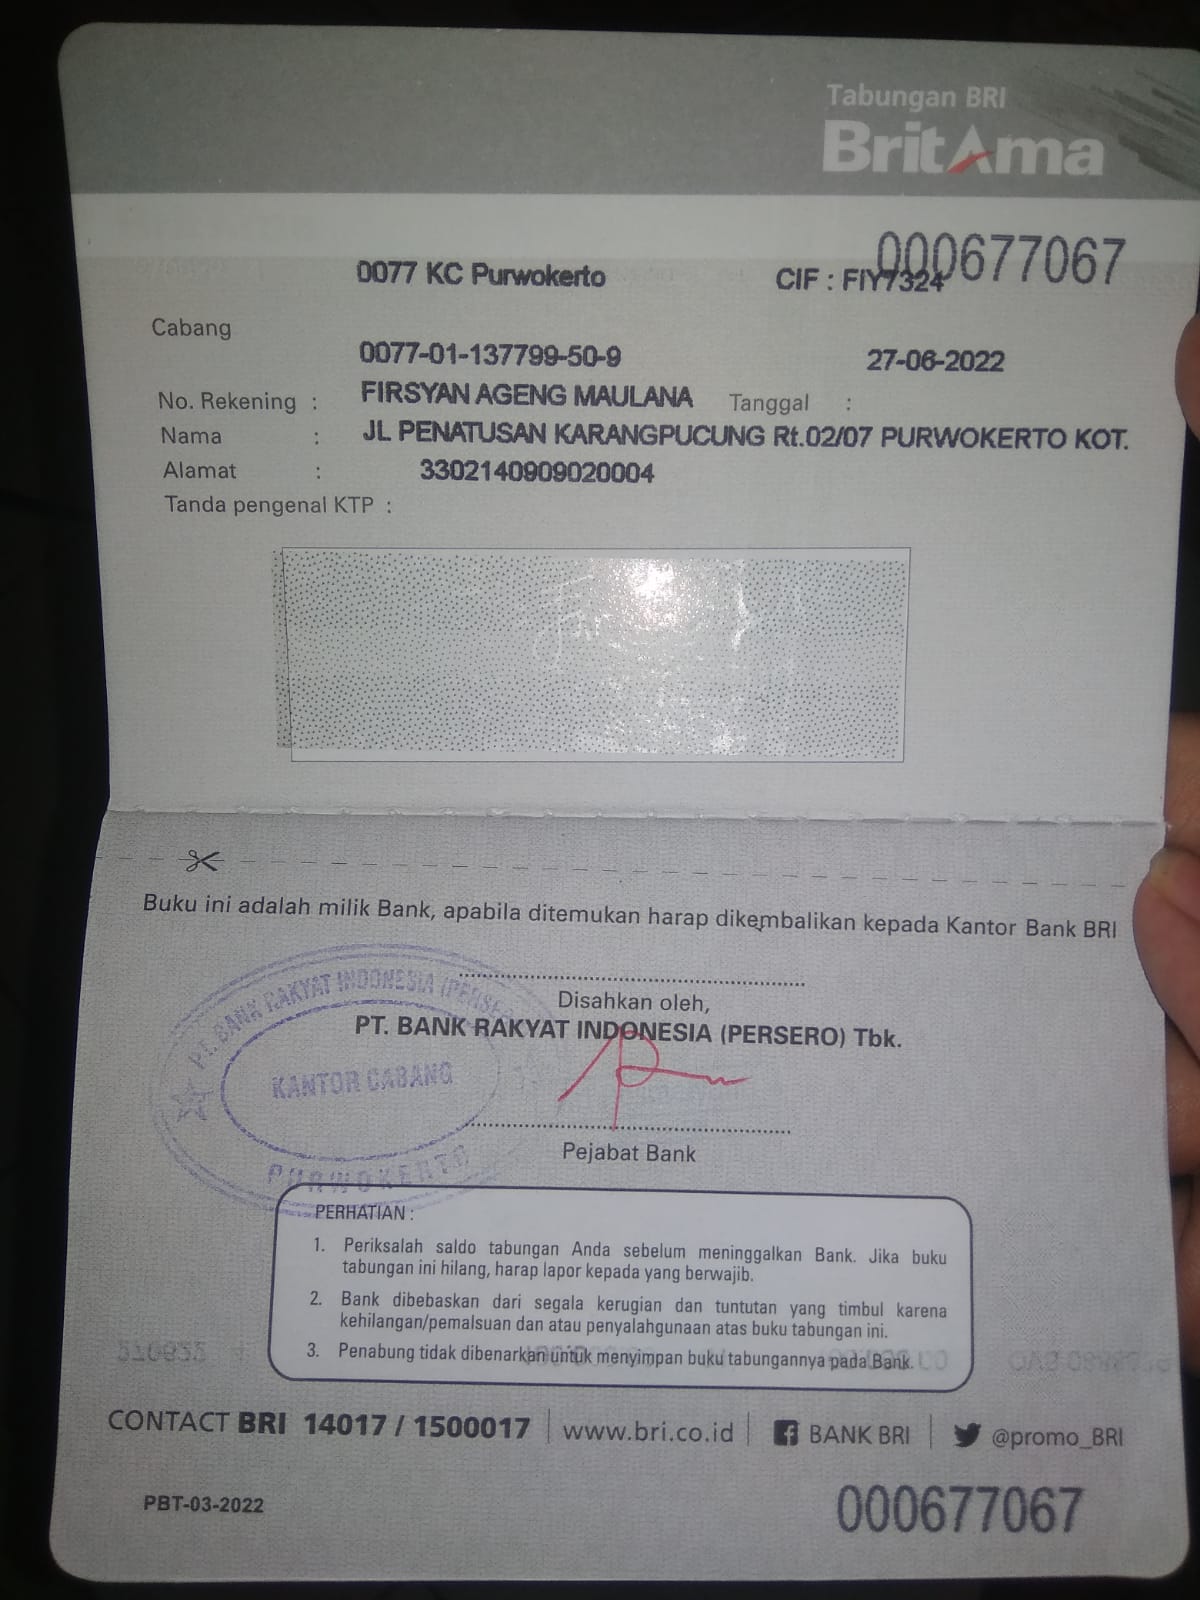 Tabungan BRI
BritAma
000677067
0077 KC Purwokerto CIF : FIY7324
Cabang
0077-01-137799-50-9 27-06-2022
No. Rekening : FIRSYAN AGENG MAULANA Tanggal :
Nama : JL PENATUSAN KARANGPUCUNG Rt.02/07 PURWOKERTO KOT.
Alamat : 3302140909020004
Tanda pengenal KTP :
Buku ini adalah milik Bank, apabila ditemukan harap dikembalikan kepada Kantor Bank BRI
Disahkan oleh,
PT. BANK RAKYAT INDONESIA (PERSERO) Tbk.
PT. BANK RAKYAT INDONESIA (PERSER
KANTOR CABANG
PURWOKERTO
Pejabat Bank
PERHATIAN :
1. Periksalah saldo tabungan Anda sebelum meninggalkan Bank. Jika buku
tabungan ini hilang, harap lapor kepada yang berwajib.
2. Bank dibebaskan dari segala kerugian dan tuntutan yang timbul karena
kehilangan/pemalsuan dan atau penyalahgunaan atas buku tabungan ini.
3. Penabung tidak dibenarkan untuk menyimpan buku tabungannya pada Bank.
CONTACT BRI 14017 / 1500017 | www.bri.co.id | BANK BRI | @promo_BRI
PBT-03-2022
000677067